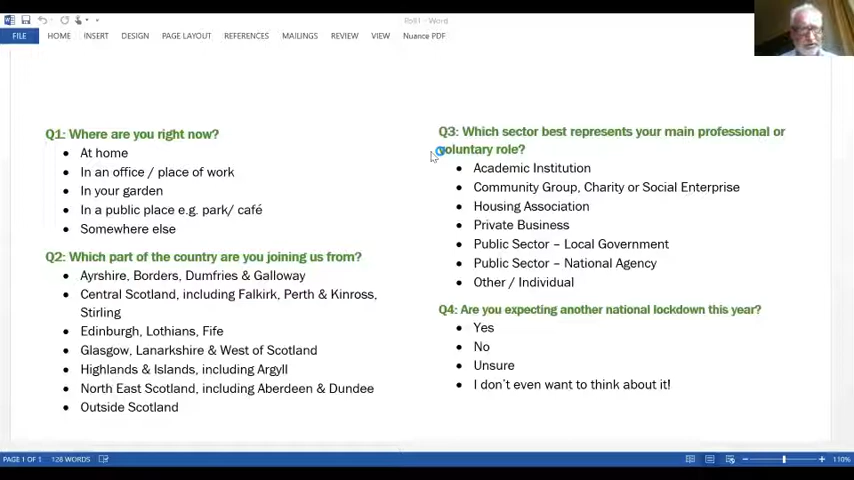 Poll1 - Word
FILE HOME INSERT DESIGN PAGE LAYOUT REFERENCES MAILINGS REVIEW VIEW Nuance PDF
Q1: Where are you right now?
• At home
• In an office / place of work
• In your garden
• In a public place e.g. park/ café
• Somewhere else
Q2: Which part of the country are you joining us from?
• Ayrshire, Borders, Dumfries & Galloway
• Central Scotland, including Falkirk, Perth & Kinross,
Stirling
• Edinburgh, Lothians, Fife
• Glasgow, Lanarkshire & West of Scotland
• Highlands & Islands, including Argyll
• North East Scotland, including Aberdeen & Dundee
• Outside Scotland
Q3: Which sector best represents your main professional or
voluntary role?
• Academic Institution
• Community Group, Charity or Social Enterprise
• Housing Association
• Private Business
• Public Sector – Local Government
• Public Sector – National Agency
• Other / Individual
Q4: Are you expecting another national lockdown this year?
• Yes
• No
• Unsure
• I don't even want to think about it!
PAGE 1 OF 1 128 WORDS 110%